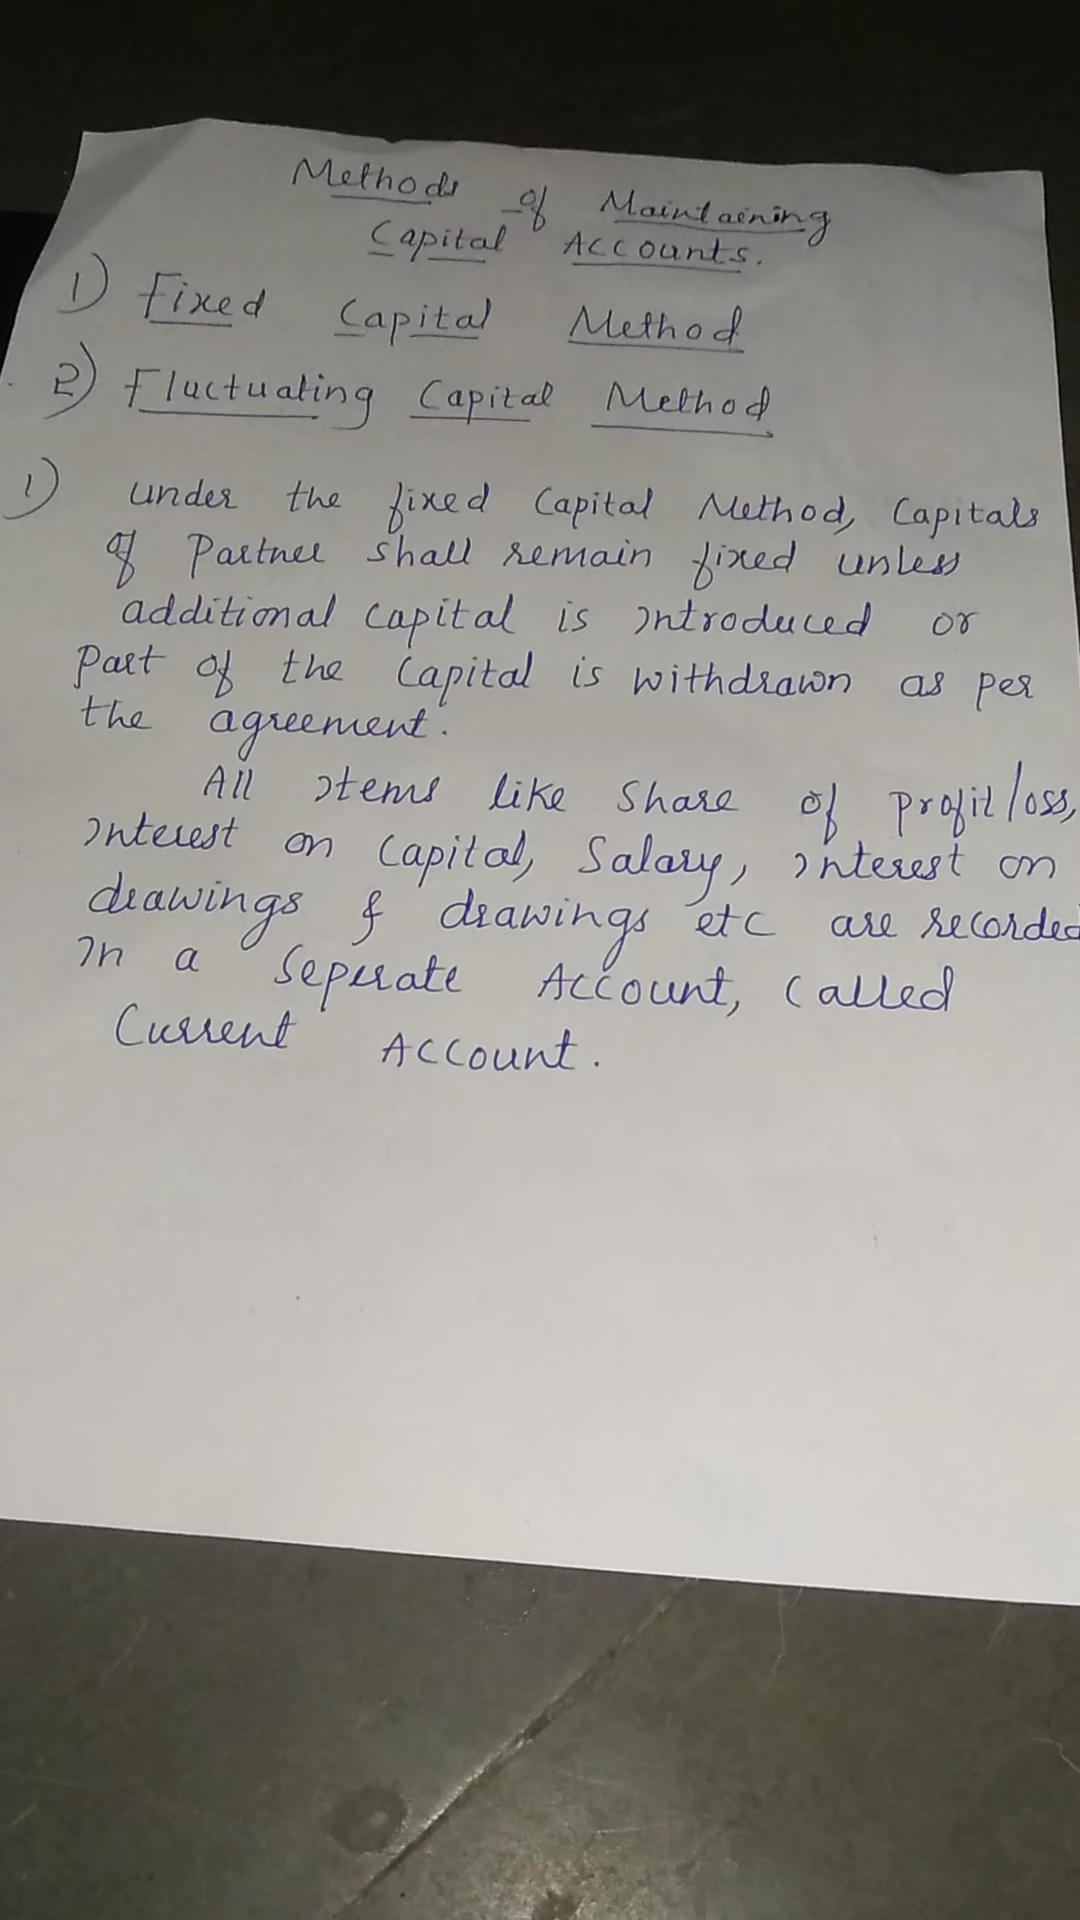 Methods of Maintaining
Capital Accounts.
1) Fixed Capital Method
2) Fluctuating Capital Method
1) under the fixed Capital Method, Capitals
of Partner shall remain fixed unless
additional capital is introduced or
Part of the Capital is withdrawn as per
the agreement.
All items like Share of Profit/loss,
interest on Capital, Salary, interest on
drawings & drawings etc are recorded
in a Seperate Account, called
Current Account.